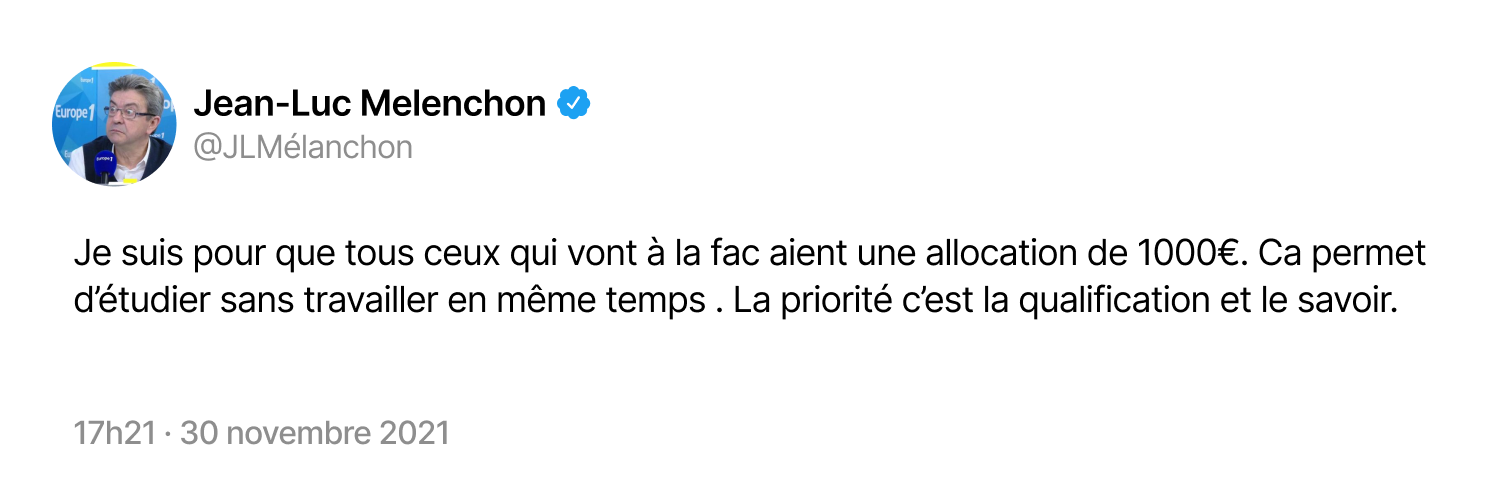 Jean-Luc Melenchon
@JLMélanchon
Je suis pour que tous ceux qui vont à la fac aient une allocation de 1000€. Ca permet
d’étudier sans travailler en même temps . La priorité c’est la qualification et le savoir.
17h21 · 30 novembre 2021
Europe1
Europe1